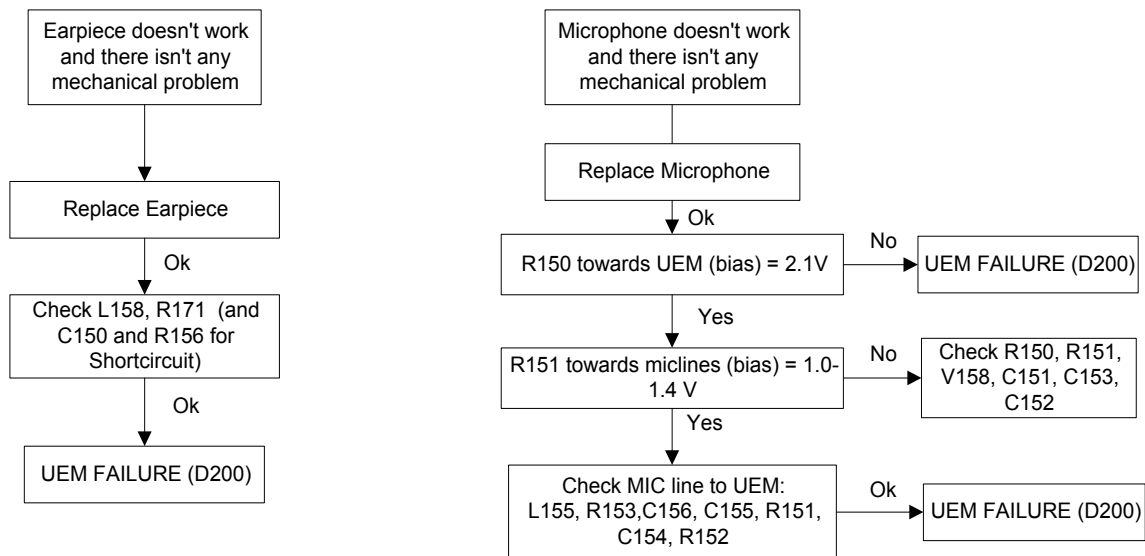 Earpiece doesn't work
and there isn't any
mechanical problem
Replace Earpiece
Ok
Check L158, R171 (and
C150 and R156 for
Shortcircuit)
Ok
UEM FAILURE (D200)
Microphone doesn't work
and there isn't any
mechanical problem
Replace Microphone
Ok
R150 towards UEM (bias) = 2.1V
No
UEM FAILURE (D200)
Yes
R151 towards miclines (bias) = 1.0-
1.4 V
No
Check R150, R151,
V158, C151, C153,
C152
Yes
Check MIC line to UEM:
L155, R153,C156, C155, R151,
C154, R152
Ok
UEM FAILURE (D200)